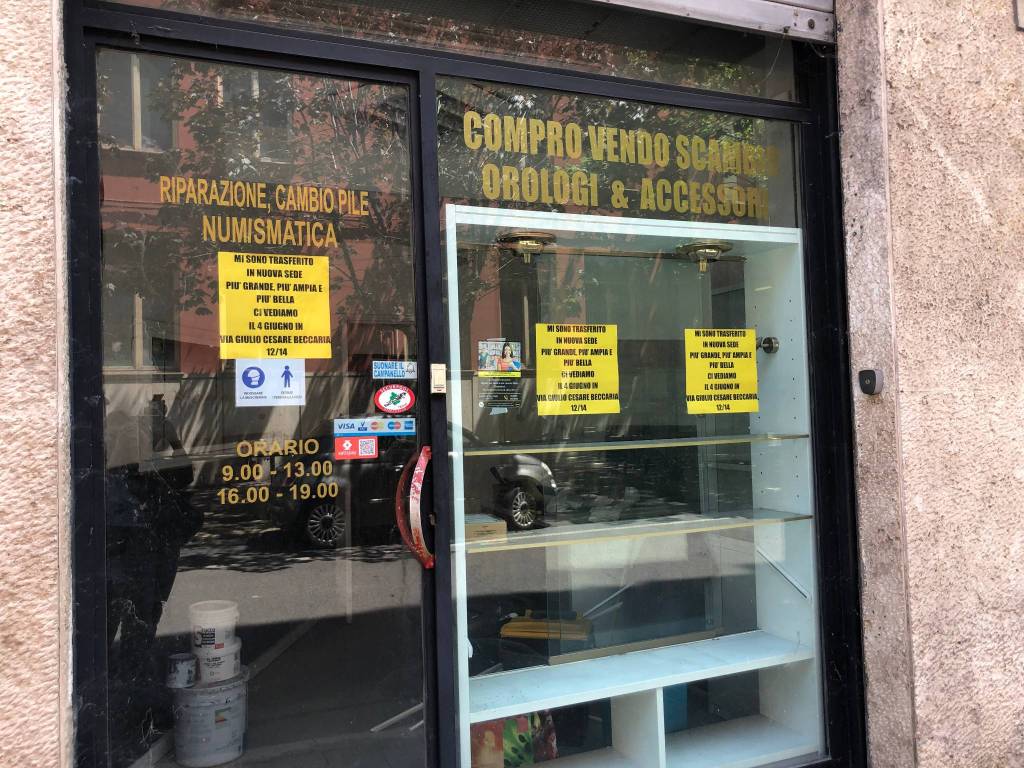 COMPRO VENDO SCAMBIO
OROLOGI & ACCESSORI
RIPARAZIONE, CAMBIO PILE
NUMISMATICA
MI SONO TRASFERITO
IN NUOVA SEDE
PIU' GRANDE, PIU' AMPIA E
PIU' BELLA
CI VEDIAMO
IL 4 GIUGNO IN
VIA GIULIO CESARE BECCARIA
12/14
MI SONO TRASFERITO
IN NUOVA SEDE
PIU' GRANDE, PIU' AMPIA E
PIU' BELLA
CI VEDIAMO
IL 4 GIUGNO IN
VIA GIULIO CESARE BECCARIA
12/14
MI SONO TRASFERITO
IN NUOVA SEDE
PIU' GRANDE, PIU' AMPIA E
PIU' BELLA
CI VEDIAMO
IL 4 GIUGNO IN
VIA GIULIO CESARE BECCARIA
12/14
SUONARE IL
CAMPANELLO
VISA
ORARIO
9.00 - 13.00
16.00 - 19.00